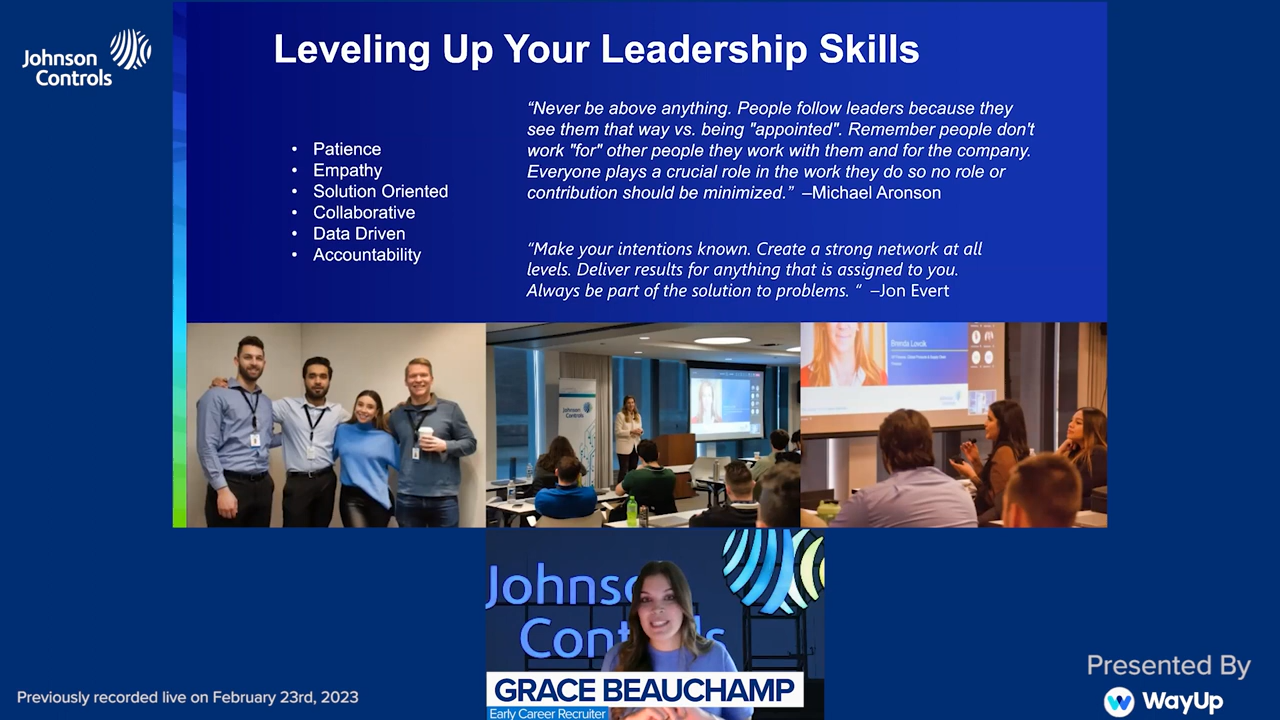 Johnson
Controls
Leveling Up Your Leadership Skills
• Patience
• Empathy
• Solution Oriented
• Collaborative
• Data Driven
• Accountability
“Never be above anything. People follow leaders because they
see them that way vs. being "appointed". Remember people don't
work "for" other people they work with them and for the company.
Everyone plays a crucial role in the work they do so no role or
contribution should be minimized.” –Michael Aronson
“Make your intentions known. Create a strong network at all
levels. Deliver results for anything that is assigned to you.
Always be part of the solution to problems. “ –Jon Evert
Johnson
Controls
Brenda Lovcik
Johns
Cont s
GRACE BEAUCHAMP
Early Career Recruiter
Previously recorded live on February 23rd, 2023
Presented By
WayUp